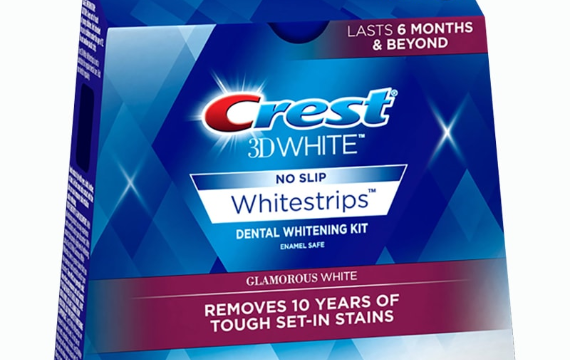 LASTS 6 MONTHS
& BEYOND
Crest®
3D WHITE™
NO SLIP
Whitestrips™
DENTAL WHITENING KIT
ENAMEL SAFE
GLAMOROUS WHITE
REMOVES 10 YEARS OF
TOUGH SET-IN STAINS